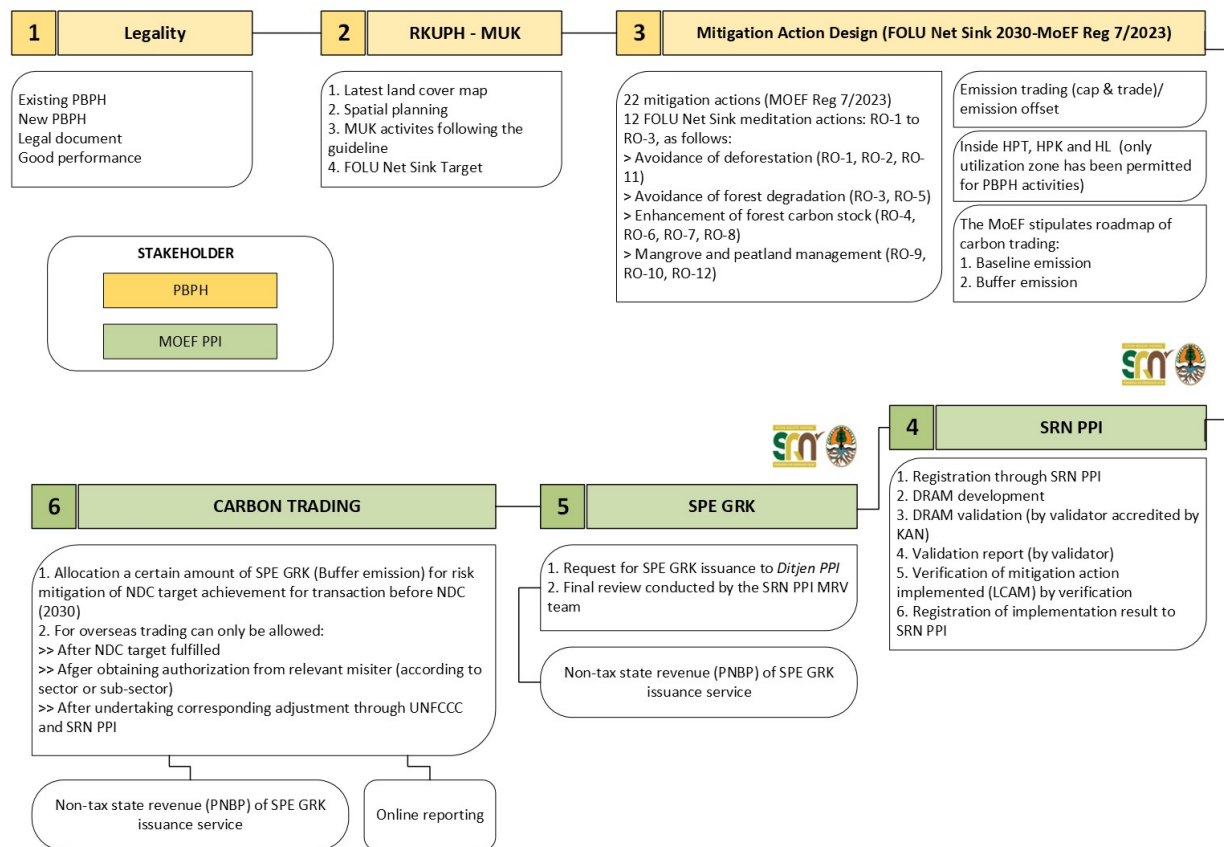 1
Legality
Existing PBPH
New PBPH
Legal document
Good performance
2
RKUPH - MUK
1. Latest land cover map
2. Spatial planning
3. MUK activites following the
guideline
4. FOLU Net Sink Target
3
Mitigation Action Design (FOLU Net Sink 2030-MoEF Reg 7/2023)
22 mitigation actions (MOEF Reg 7/2023)
12 FOLU Net Sink meditation actions: RO-1 to
RO-3, as follows:
> Avoidance of deforestation (RO-1, RO-2, RO-
11)
> Avoidance of forest degradation (RO-3, RO-5)
> Enhancement of forest carbon stock (RO-4,
RO-6, RO-7, RO-8)
> Mangrove and peatland management (RO-9,
RO-10, RO-12)
Emission trading (cap & trade)/
emission offset
Inside HPT, HPK and HL (only
utilization zone has been permitted
for PBPH activities)
The MoEF stipulates roadmap of
carbon trading:
1. Baseline emission
2. Buffer emission
STAKEHOLDER
PBPH
MOEF PPI
SRN
4
SRN PPI
1. Registration through SRN PPI
2. DRAM development
3. DRAM validation (by validator accredited by
KAN)
4. Validation report (by validator)
5. Verification of mitigation action
implemented (LCAM) by verification
6. Registration of implementation result to
SRN PPI
SRN
5
SPE GRK
1. Request for SPE GRK issuance to Ditjen PPI
2. Final review conducted by the SRN PPI MRV
team
Non-tax state revenue (PNBP) of SPE GRK
issuance service
6
CARBON TRADING
1. Allocation a certain amount of SPE GRK (Buffer emission) for risk
mitigation of NDC target achievement for transaction before NDC
(2030)
2. For overseas trading can only be allowed:
>> After NDC target fulfilled
>> Afger obtaining authorization from relevant misiter (according to
sector or sub-sector)
>> After undertaking corresponding adjustment through UNFCCC
and SRN PPI
Non-tax state revenue (PNBP) of SPE GRK
issuance service
Online reporting